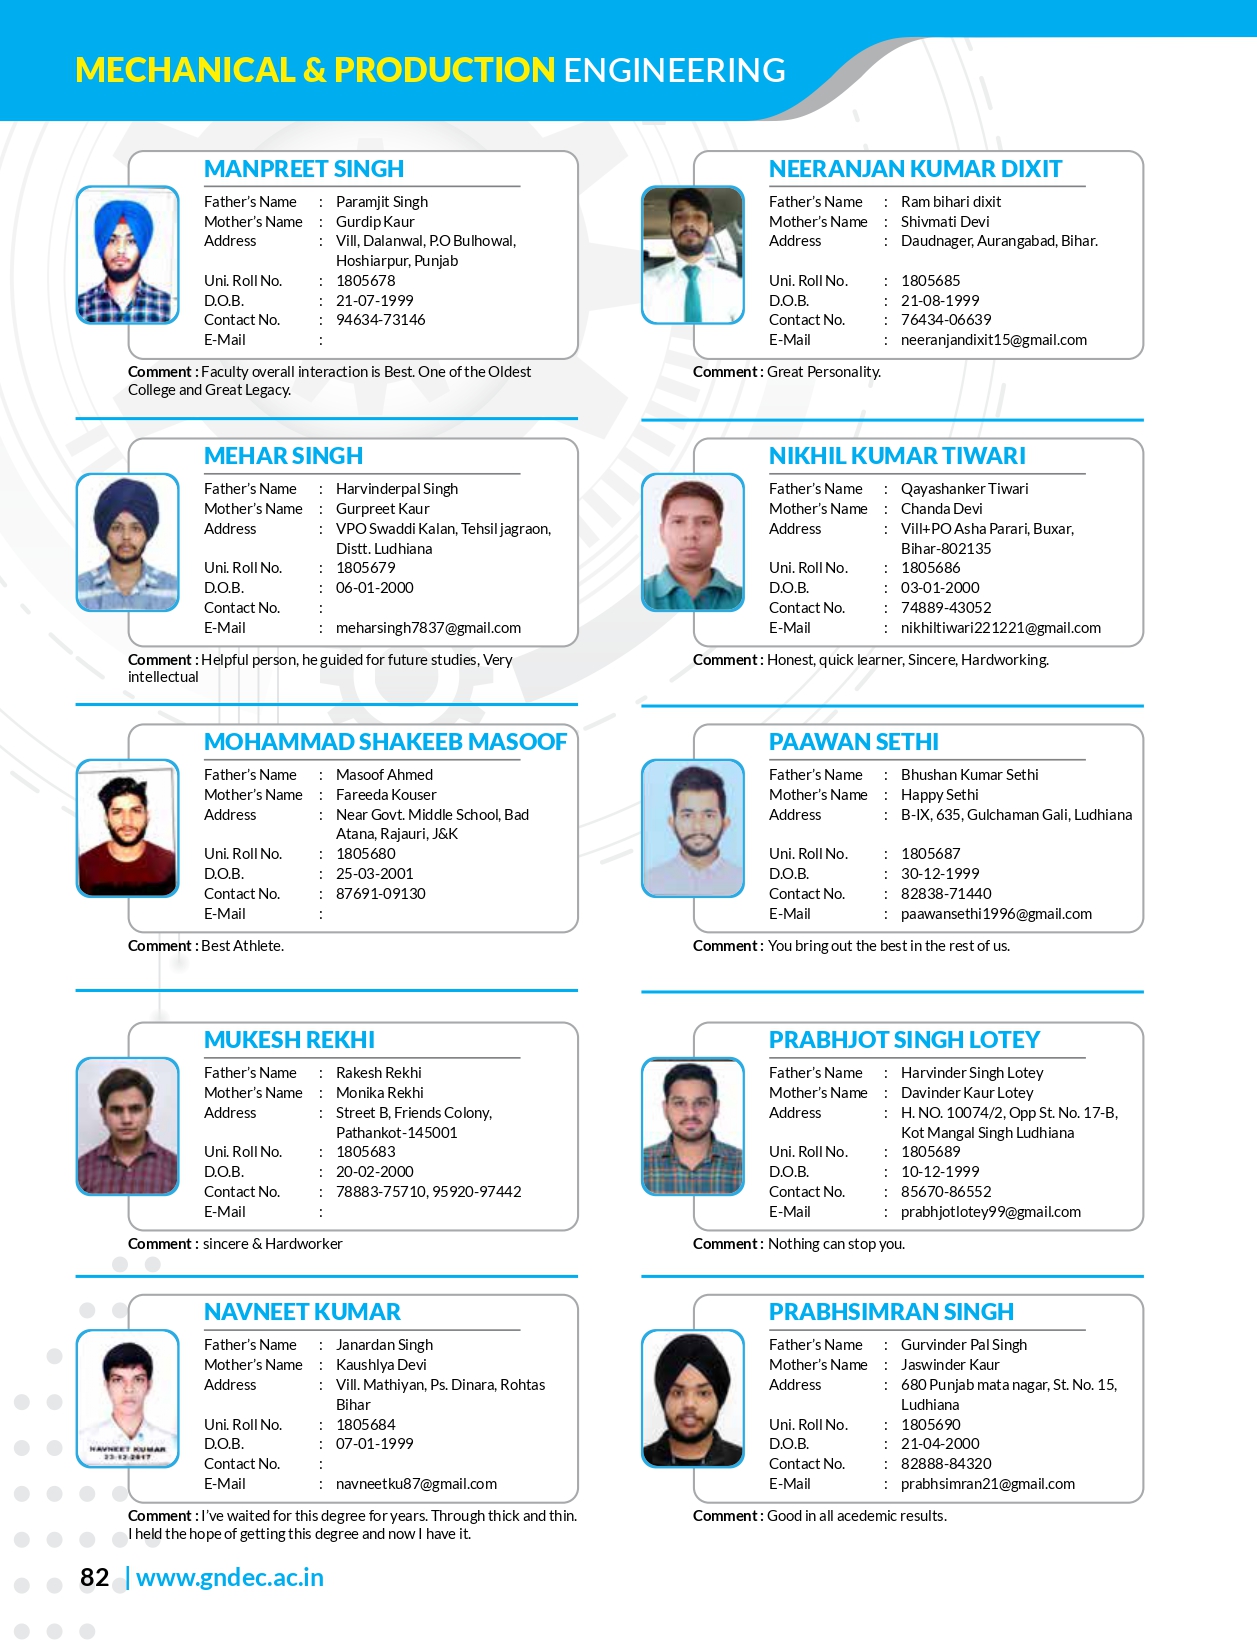 MECHANICAL & PRODUCTION ENGINEERING
MANPREET SINGH
Father's Name : Paramjit Singh
Mother's Name : Gurdip Kaur
Address : Vill, Dalanwal, P.O Bulhowal,
Hoshiarpur, Punjab
Uni. Roll No. : 1805678
D.O.B. : 21-07-1999
Contact No. : 94634-73146
E-Mail :
Comment : Faculty overall interaction is Best. One of the Oldest
College and Great Legacy.
MEHAR SINGH
Father's Name : Harvinderpal Singh
Mother's Name : Gurpreet Kaur
Address : VPO Swaddi Kalan, Tehsil jagraon,
Distt. Ludhiana
Uni. Roll No. : 1805679
D.O.B. : 06-01-2000
Contact No. :
E-Mail : meharsingh7837@gmail.com
Comment : Helpful person, he guided for future studies, Very
intellectual
MOHAMMAD SHAKEEB MASOOF
Father's Name : Masoof Ahmed
Mother's Name : Fareeda Kouser
Address : Near Govt. Middle School, Bad
Atana, Rajauri, J&K
Uni. Roll No. : 1805680
D.O.B. : 25-03-2001
Contact No. : 87691-09130
E-Mail :
Comment : Best Athlete.
MUKESH REKHI
Father's Name : Rakesh Rekhi
Mother's Name : Monika Rekhi
Address : Street B, Friends Colony,
Pathankot-145001
Uni. Roll No. : 1805683
D.O.B. : 20-02-2000
Contact No. : 78883-75710, 95920-97442
E-Mail :
Comment : sincere & Hardworker
NAVNEET KUMAR
NAVNEET KUMAR
23-12-2017
Father's Name : Janardan Singh
Mother's Name : Kaushlya Devi
Address : Vill. Mathiyan, Ps. Dinara, Rohtas
Bihar
Uni. Roll No. : 1805684
D.O.B. : 07-01-1999
Contact No. :
E-Mail : navneetku87@gmail.com
Comment : I've waited for this degree for years. Through thick and thin.
I held the hope of getting this degree and now I have it.
NEERANJAN KUMAR DIXIT
Father's Name : Ram bihari dixit
Mother's Name : Shivmati Devi
Address : Daudnager, Aurangabad, Bihar.
Uni. Roll No. : 1805685
D.O.B. : 21-08-1999
Contact No. : 76434-06639
E-Mail : neeranjandixit15@gmail.com
Comment : Great Personality.
NIKHIL KUMAR TIWARI
Father's Name : Qayashanker Tiwari
Mother's Name : Chanda Devi
Address : Vill+PO Asha Parari, Buxar,
Bihar-802135
Uni. Roll No. : 1805686
D.O.B. : 03-01-2000
Contact No. : 74889-43052
E-Mail : nikhiltiwari221221@gmail.com
Comment : Honest, quick learner, Sincere, Hardworking.
PAAWAN SETHI
Father's Name : Bhushan Kumar Sethi
Mother's Name : Happy Sethi
Address : B-IX, 635, Gulchaman Gali, Ludhiana
Uni. Roll No. : 1805687
D.O.B. : 30-12-1999
Contact No. : 82838-71440
E-Mail : paawansethi1996@gmail.com
Comment : You bring out the best in the rest of us.
PRABHJOT SINGH LOTEY
Father's Name : Harvinder Singh Lotey
Mother's Name : Davinder Kaur Lotey
Address : H. NO. 10074/2, Opp St. No. 17-B,
Kot Mangal Singh Ludhiana
Uni. Roll No. : 1805689
D.O.B. : 10-12-1999
Contact No. : 85670-86552
E-Mail : prabhjotlotey99@gmail.com
Comment : Nothing can stop you.
PRABHSIMRAN SINGH
Father's Name : Gurvinder Pal Singh
Mother's Name : Jaswinder Kaur
Address : 680 Punjab mata nagar, St. No. 15,
Ludhiana
Uni. Roll No. : 1805690
D.O.B. : 21-04-2000
Contact No. : 82888-84320
E-Mail : prabhsimran21@gmail.com
Comment : Good in all acedemic results.
82 | www.gndec.ac.in